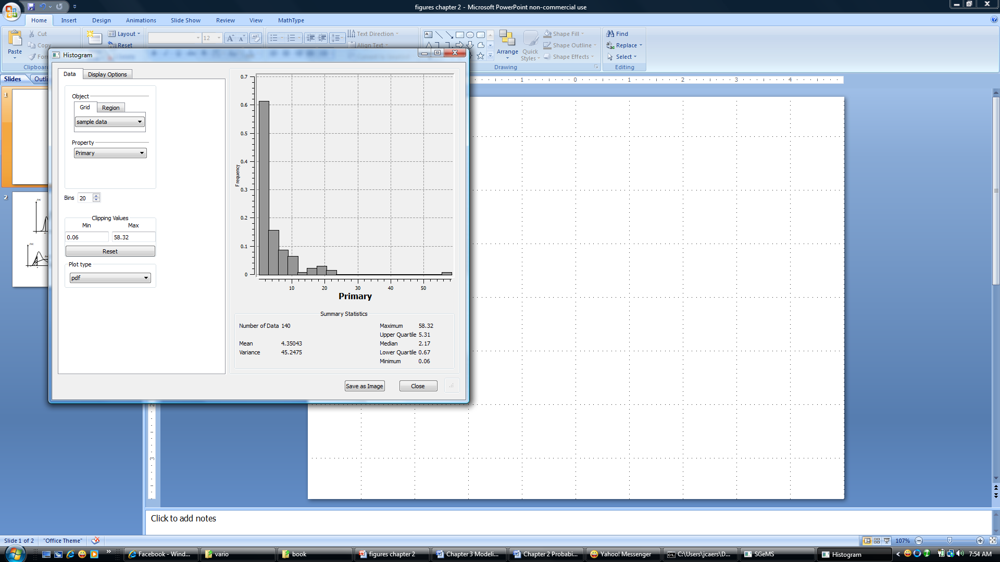 figures chapter 2 - Microsoft PowerPoint non-commercial use
Home Insert Design Animations Slide Show Review View MathType
Paste
Cut
Copy
Clipboard
Layout
Reset
12
Text Direction
Align Text
Arrange
Quick Styles
Shape Fill
Shape Outline
Shape Effects
Drawing
Find
Replace
Select
Editing
Slides
1
2
Histogram
Data Display Options
Object
Grid Region
sample data
Property
Primary
Bins 20
Clipping Values
Min Max
0.06 58.32
Reset
Plot type
pdf
0.7
0.6
0.5
0.4
0.3
0.2
0.1
0
Frequency
10 20 30 40 50
Primary
Summary Statistics
Number of Data 140
Mean 4.35043
Variance 45.2475
Maximum 58.32
Upper Quartile 5.31
Median 2.17
Lower Quartile 0.67
Minimum 0.06
Save as Image Close
1 0 1 2 3 4
3
Click to add notes
Slide 1 of 2 "Office Theme" 107%
Facebook - Wind... vario book figures chapter 2 Chapter 3 Modeli... Chapter 2 Probabi... Yahoo! Messenger C:\Users\jcaers\D... SGeMS Histogram 7:54 AM